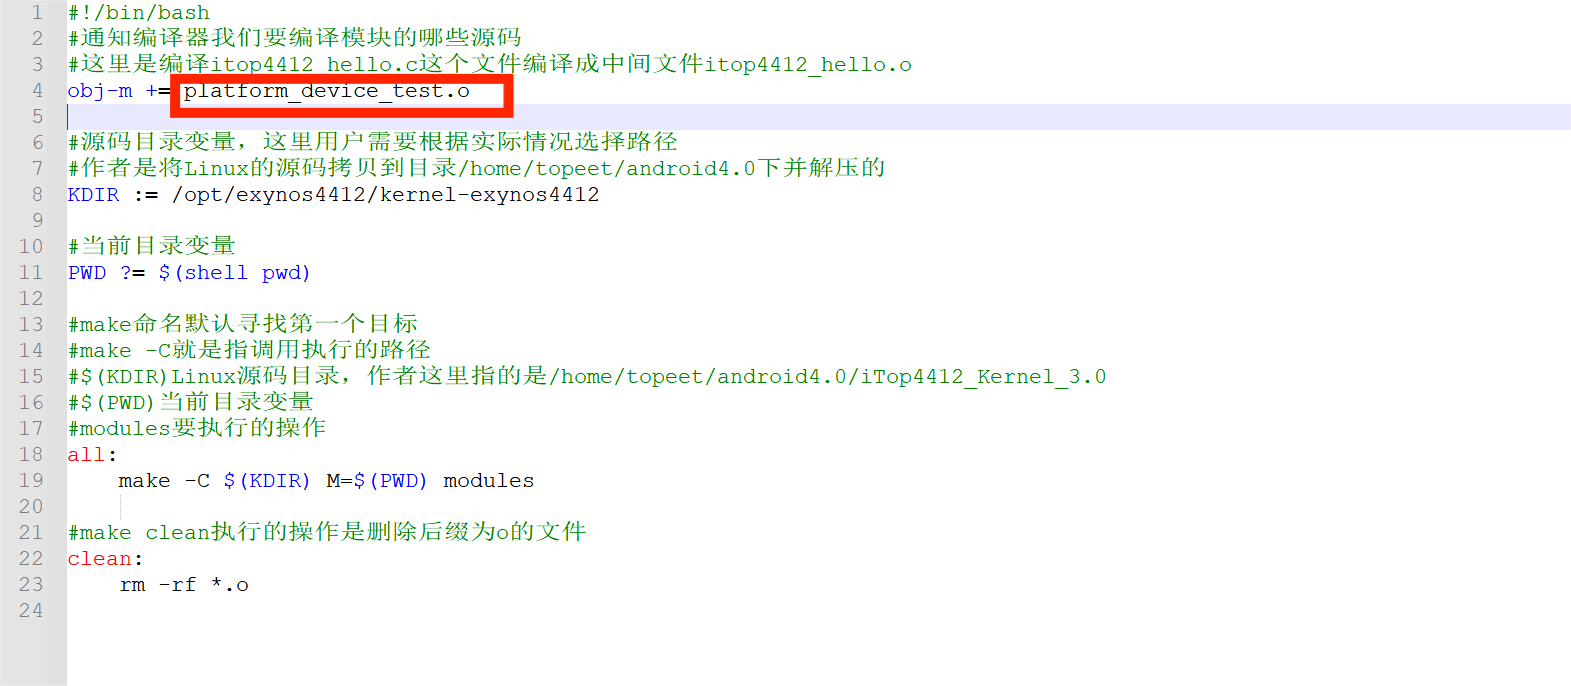 1 #!/bin/bash
2 #通知编译器我们要编译模块的哪些源码
3 #这里是编译itop4412_hello.c这个文件编译成中间文件itop4412_hello.o
4 obj-m += platform_device_test.o
5
6 #源码目录变量，这里用户需要根据实际情况选择路径
7 #作者是将Linux的源码拷贝到目录/home/topeet/android4.0下并解压的
8 KDIR := /opt/exynos4412/kernel-exynos4412
9
10 #当前目录变量
11 PWD ?= $(shell pwd)
12
13 #make命名默认寻找第一个目标
14 #make -C就是指调用执行的路径
15 #$(KDIR)Linux源码目录，作者这里指的是/home/topeet/android4.0/iTop4412_Kernel_3.0
16 #$(PWD)当前目录变量
17 #modules要执行的操作
18 all:
19 make -C $(KDIR) M=$(PWD) modules
20
21 #make clean执行的操作是删除后缀为o的文件
22 clean:
23 rm -rf *.o
24